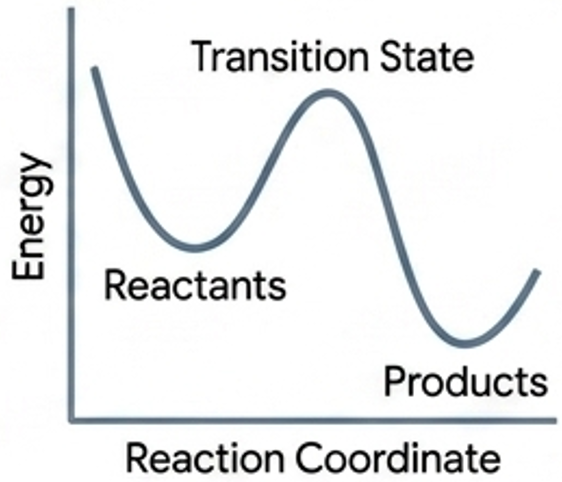 Transition State
Energy
Reactants
Products
Reaction Coordinate